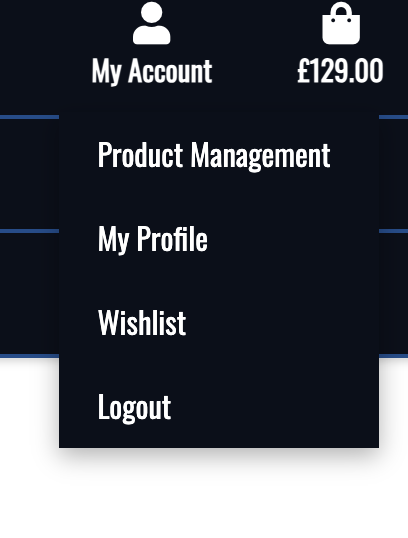 My Account
£129.00
Product Management
My Profile
Wishlist
Logout